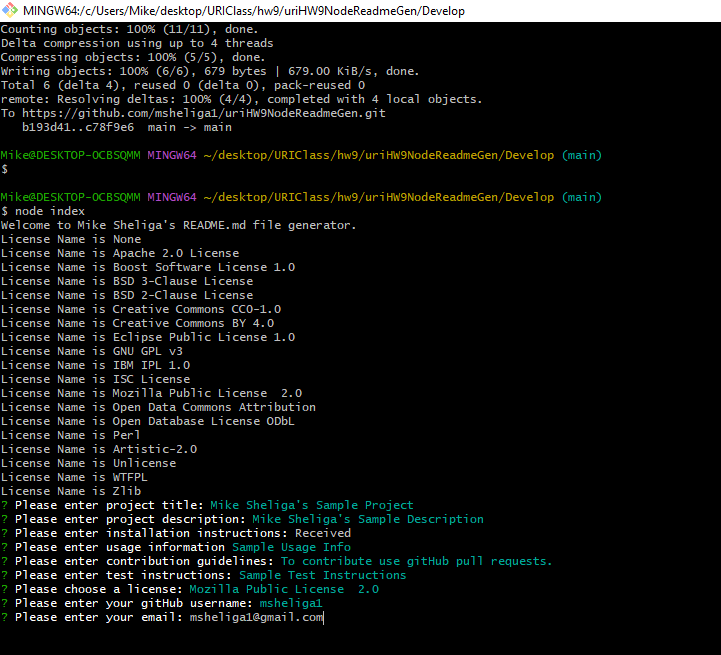 MINGW64:/c/Users/Mike/desktop/URIClass/hw9/uriHW9NodeReadmeGen/Develop
Counting objects: 100% (11/11), done.
Delta compression using up to 4 threads
Compressing objects: 100% (5/5), done.
Writing objects: 100% (6/6), 679 bytes | 679.00 KiB/s, done.
Total 6 (delta 4), reused 0 (delta 0), pack-reused 0
remote: Resolving deltas: 100% (4/4), completed with 4 local objects.
To https://github.com/msheliga1/uriHW9NodeReadmeGen.git
   b193d41..c78f9e6  main -> main
Mike@DESKTOP-OCBSQMM MINGW64 ~/desktop/URIClass/hw9/uriHW9NodeReadmeGen/Develop (main)
$
Mike@DESKTOP-OCBSQMM MINGW64 ~/desktop/URIClass/hw9/uriHW9NodeReadmeGen/Develop (main)
$ node index
Welcome to Mike Sheliga's README.md file generator.
License Name is None
License Name is Apache 2.0 License
License Name is Boost Software License 1.0
License Name is BSD 3-Clause License
License Name is BSD 2-Clause License
License Name is Creative Commons CC0-1.0
License Name is Creative Commons BY 4.0
License Name is Eclipse Public License 1.0
License Name is GNU GPL v3
License Name is IBM IPL 1.0
License Name is ISC License
License Name is Mozilla Public License  2.0
License Name is Open Data Commons Attribution
License Name is Open Database License ODbL
License Name is Perl
License Name is Artistic-2.0
License Name is Unlicense
License Name is WTFPL
License Name is Zlib
? Please enter project title: Mike Sheliga's Sample Project
? Please enter project description: Mike Sheliga's Sample Description
? Please enter installation instructions: Received
? Please enter usage information Sample Usage Info
? Please enter contribution guidelines: To contribute use gitHub pull requests.
? Please enter test instructions: Sample Test Instructions
? Please choose a license: Mozilla Public License  2.0
? Please enter your gitHub username: msheliga1
? Please enter your email: msheliga1@gmail.com